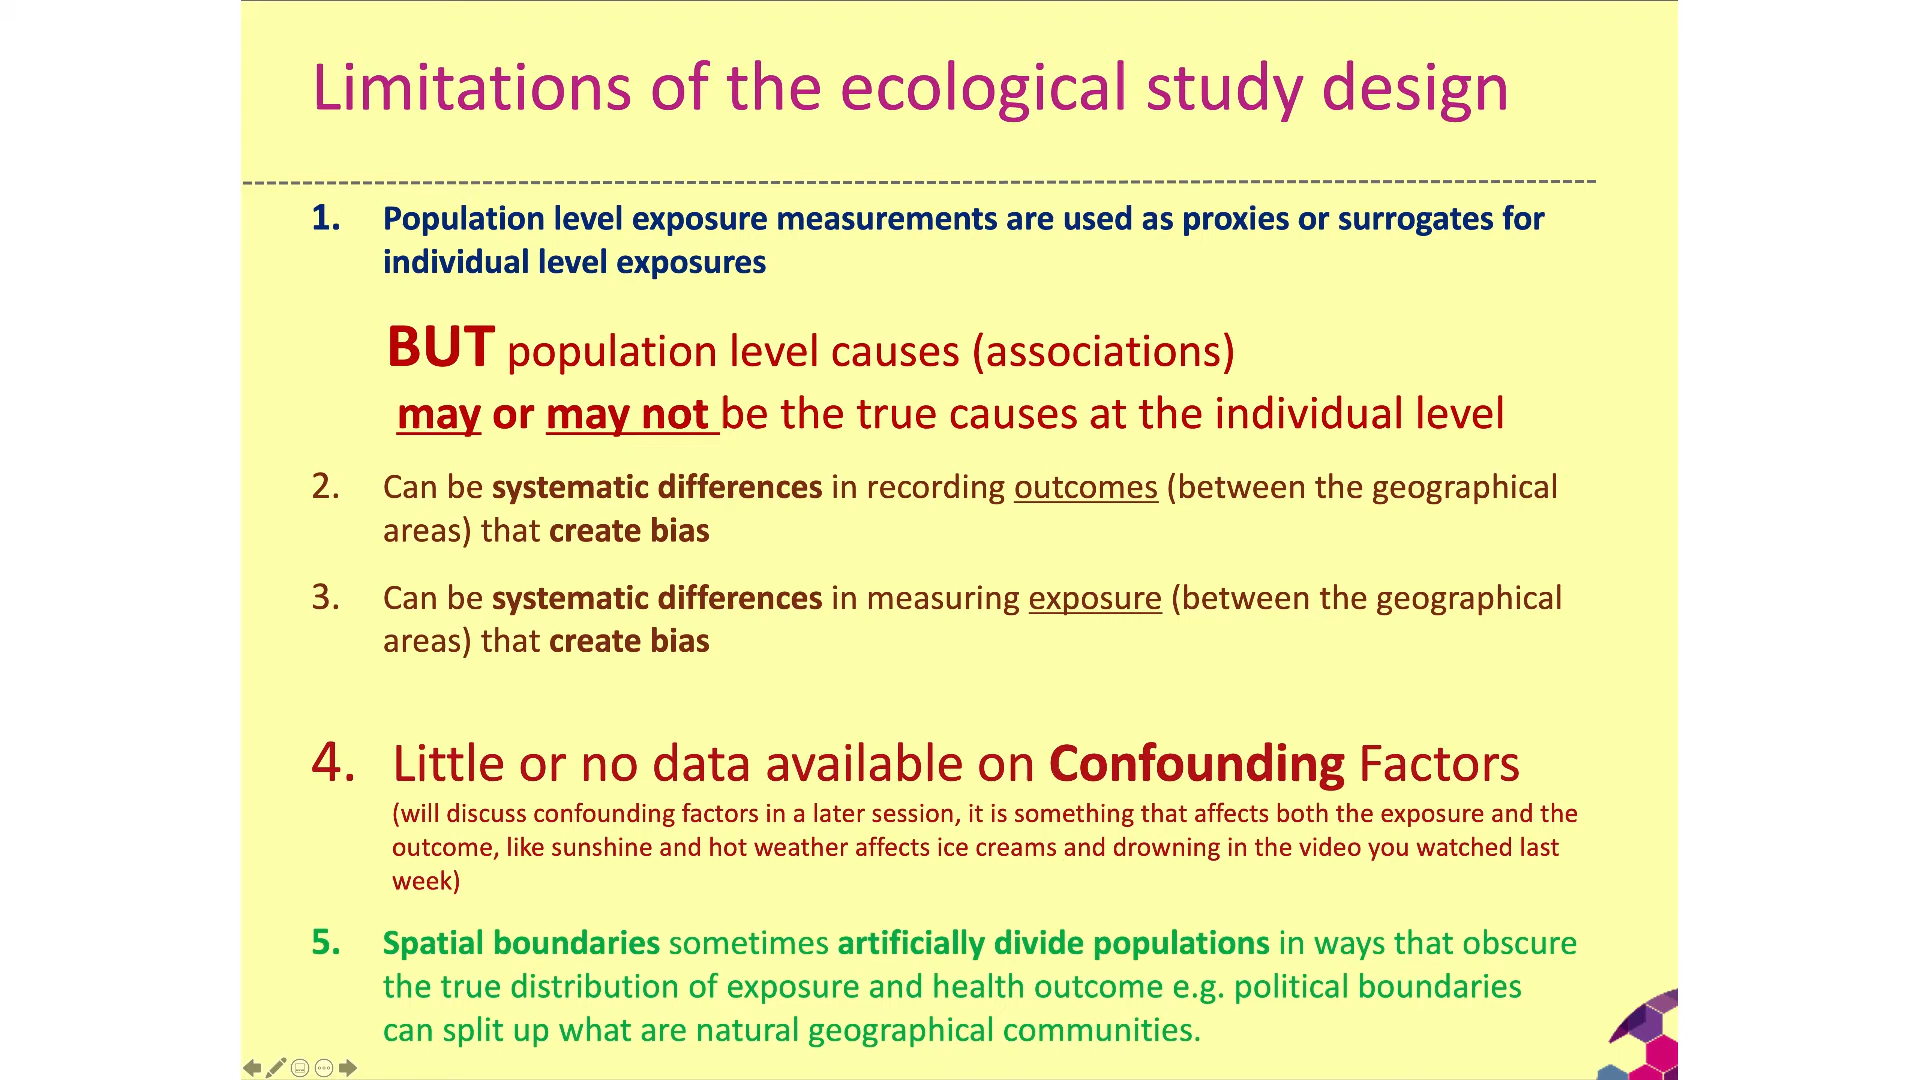 Limitations of the ecological study design
1. Population level exposure measurements are used as proxies or surrogates for
individual level exposures
BUT population level causes (associations)
may or may not be the true causes at the individual level
2. Can be systematic differences in recording outcomes (between the geographical
areas) that create bias
3. Can be systematic differences in measuring exposure (between the geographical
areas) that create bias
4. Little or no data available on Confounding Factors
(will discuss confounding factors in a later session, it is something that affects both the exposure and the
outcome, like sunshine and hot weather affects ice creams and drowning in the video you watched last
week)
5. Spatial boundaries sometimes artificially divide populations in ways that obscure
the true distribution of exposure and health outcome e.g. political boundaries
can split up what are natural geographical communities.